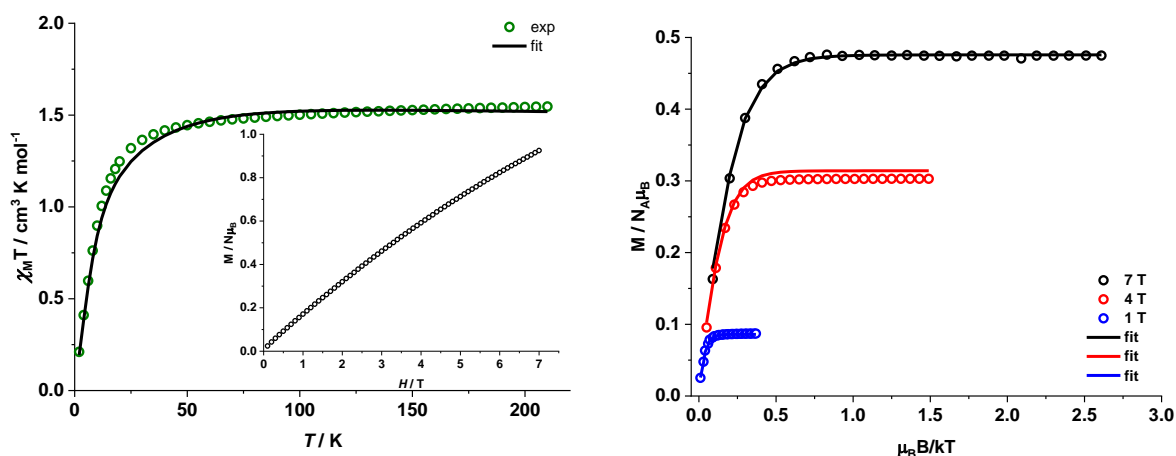 2.0
1.5
1.0
0.5
0.0
χMT / cm³ K mol⁻¹
exp
fit
1.0
0.8
0.6
0.4
0.2
0.0
M / NμB
0 1 2 3 4 5 6 7
H / T
0 50 100 150 200
T / K
0.5
0.4
0.3
0.2
0.1
0.0
M / NAμB
7 T
4 T
1 T
fit
fit
fit
0.0 0.5 1.0 1.5 2.0 2.5 3.0
μBB/kT